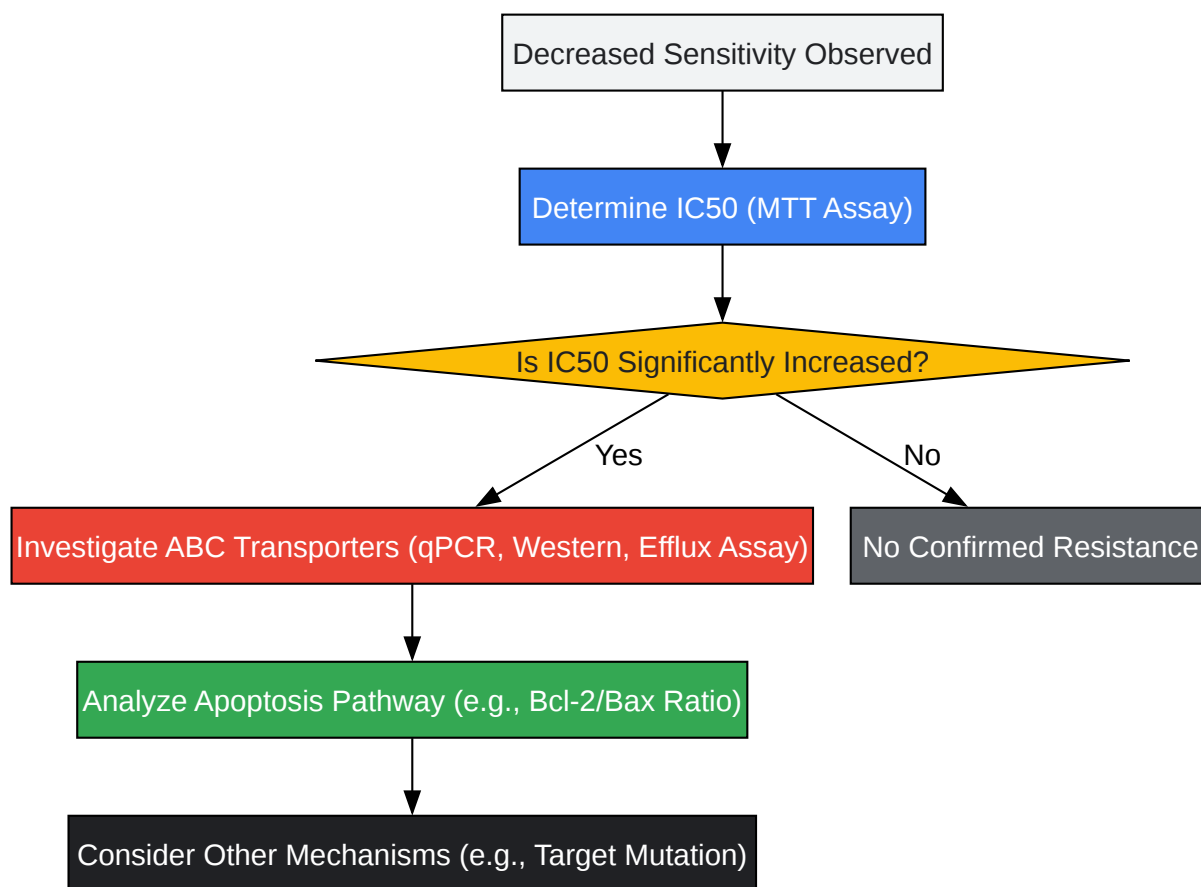 Decreased Sensitivity Observed
Determine IC50 (MTT Assay)
Is IC50 Significantly Increased?
Yes
No
Investigate ABC Transporters (qPCR, Western, Efflux Assay)
No Confirmed Resistance
Analyze Apoptosis Pathway (e.g., Bcl-2/Bax Ratio)
Consider Other Mechanisms (e.g., Target Mutation)